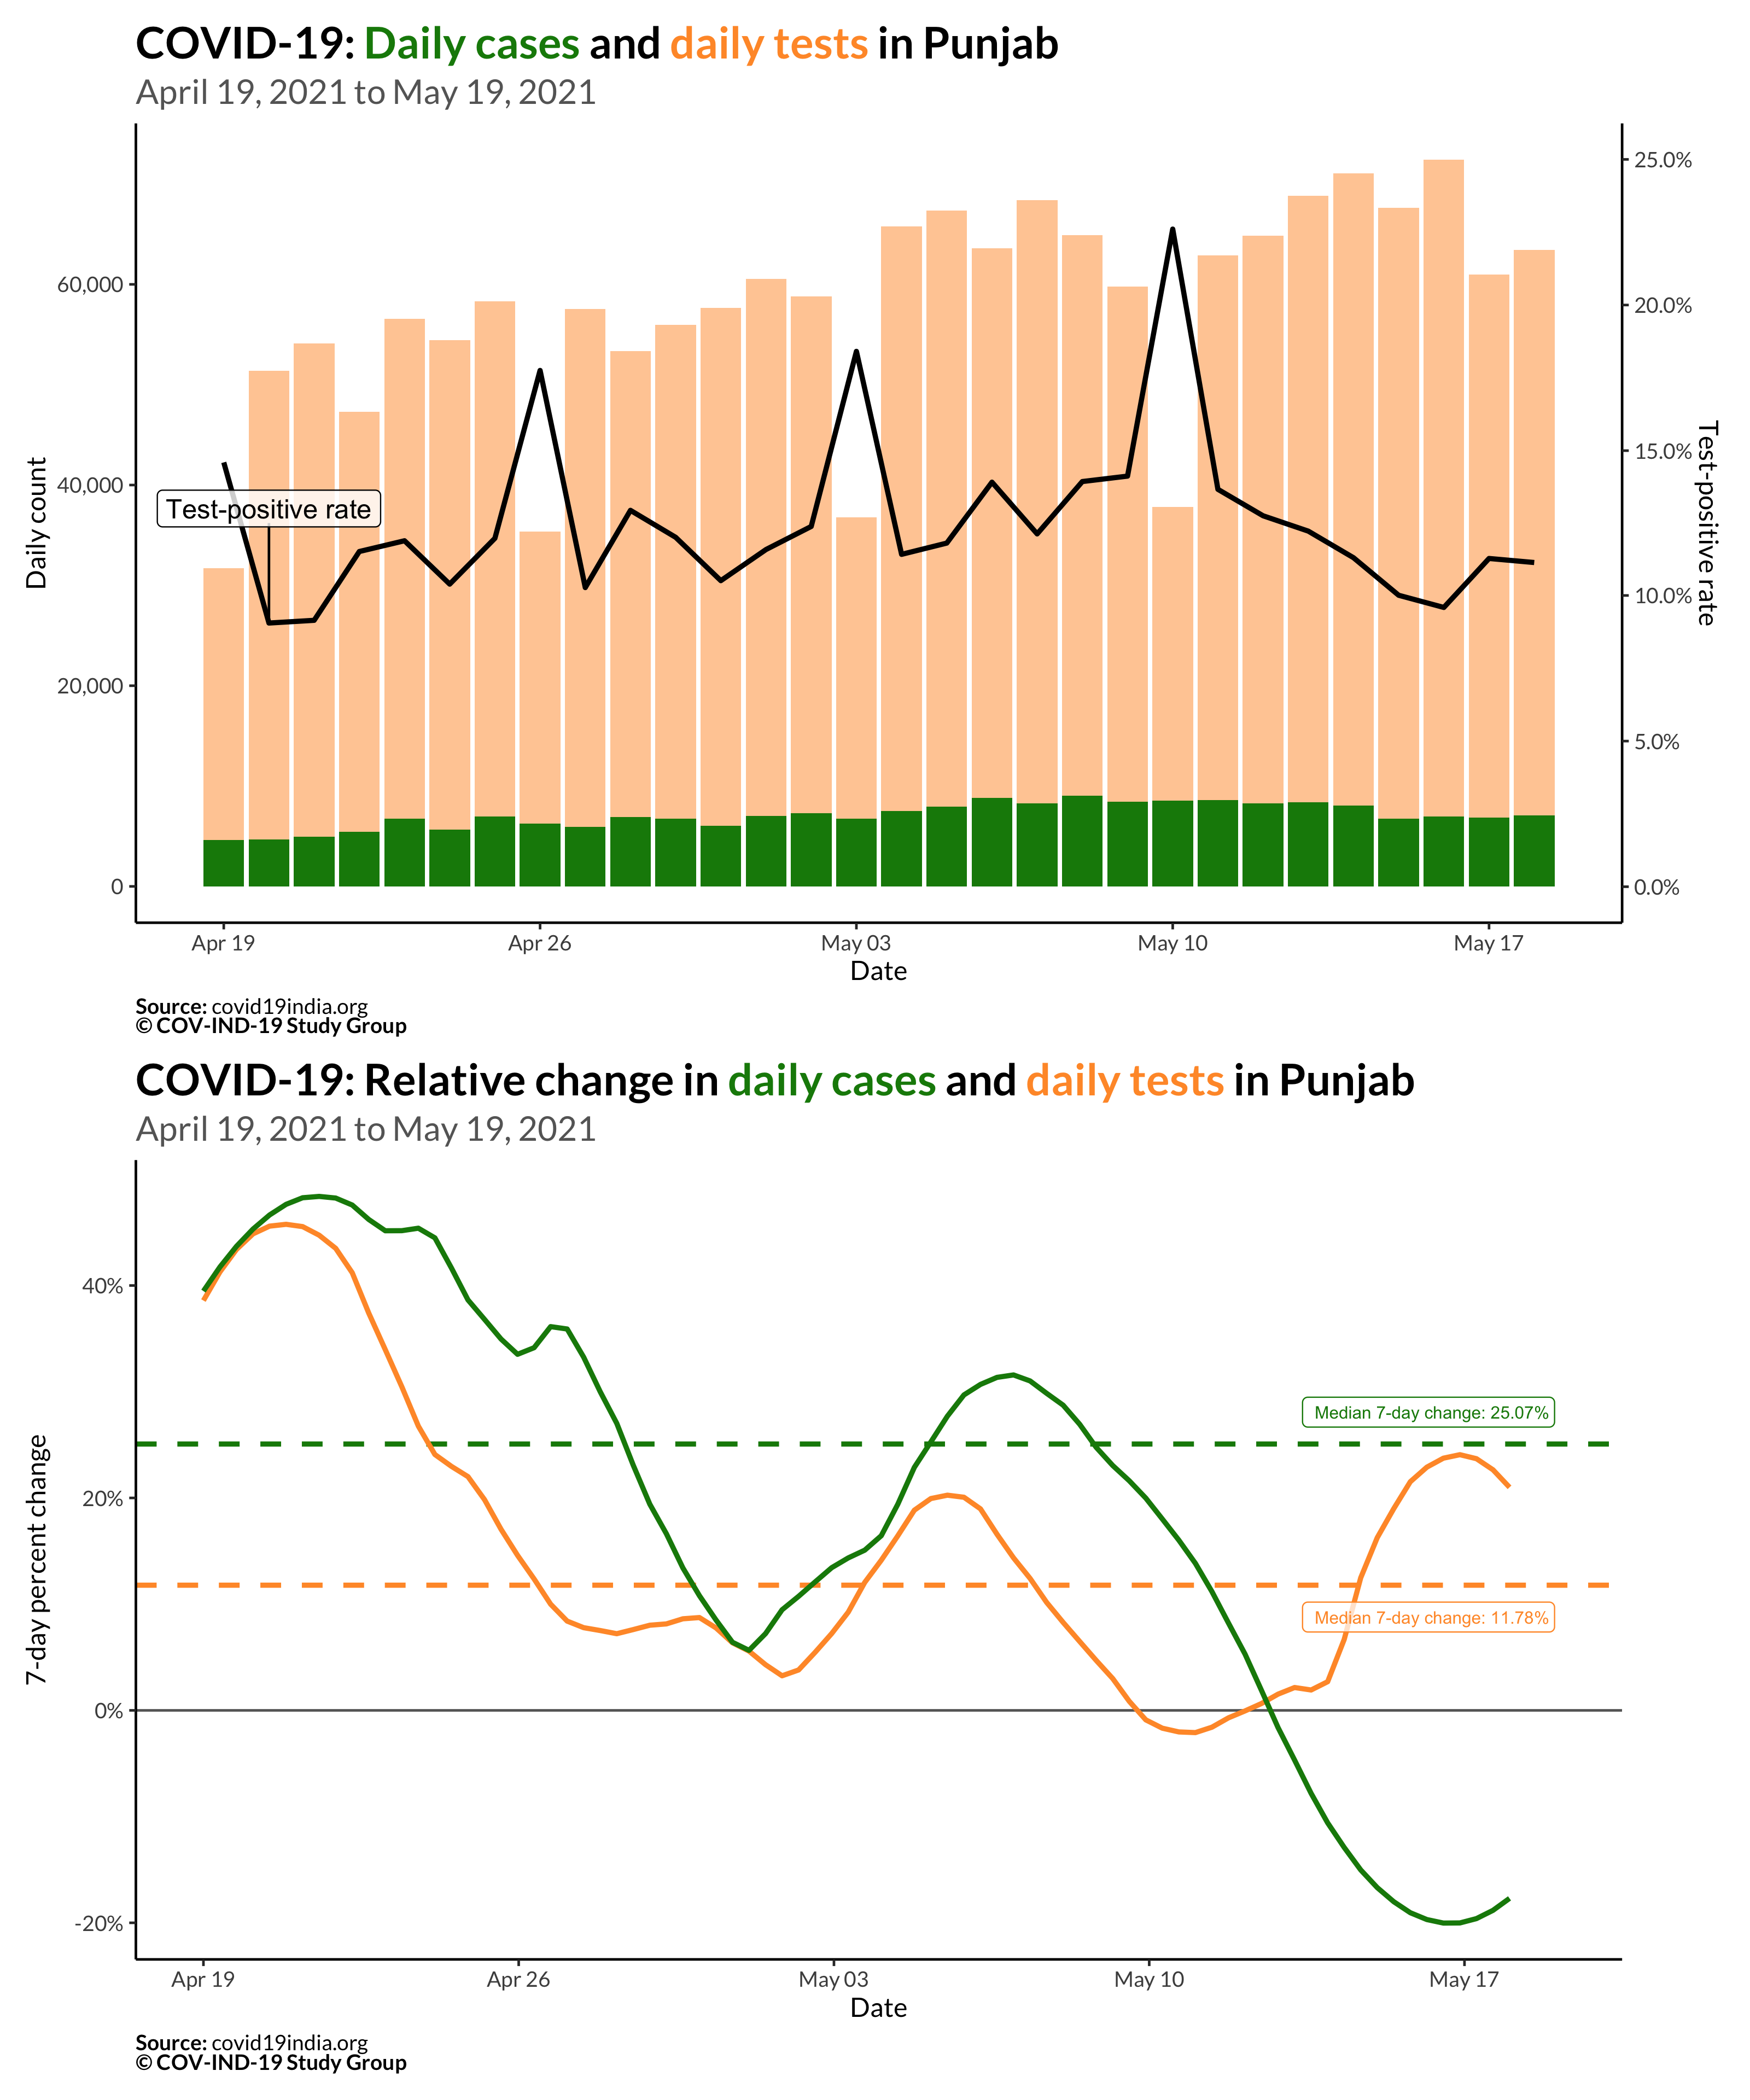 COVID-19: Daily cases and daily tests in Punjab
April 19, 2021 to May 19, 2021
Daily count
60,000
40,000
20,000
0
Test-positive rate
25.0%
20.0%
15.0%
10.0%
5.0%
0.0%
Test-positive rate
Apr 19
Apr 26
May 03
May 10
May 17
Date
Source: covid19india.org
© COV-IND-19 Study Group
COVID-19: Relative change in daily cases and daily tests in Punjab
April 19, 2021 to May 19, 2021
7-day percent change
40%
20%
0%
-20%
Median 7-day change: 25.07%
Median 7-day change: 11.78%
Apr 19
Apr 26
May 03
May 10
May 17
Date
Source: covid19india.org
© COV-IND-19 Study Group